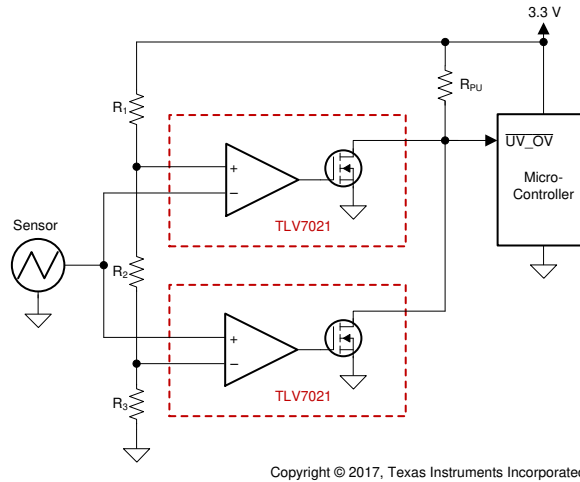 3.3 V
R1
RPU
UV_OV
Micro-
Controller
+
−
TLV7021
Sensor
R2
+
−
TLV7021
R3
Copyright © 2017, Texas Instruments Incorporated